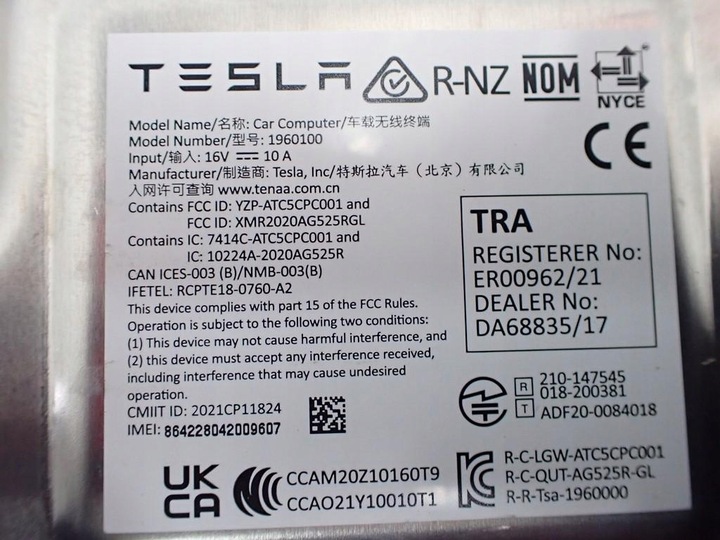 TESLA R-NZ NOM NYCE
CE
Model Name/名称: Car Computer/车载无线终端
Model Number/型号: 1960100
Input/输入: 16V ⎓ 10 A
Manufacturer/制造商: Tesla, Inc/特斯拉汽车（北京）有限公司
入网许可查询 www.tenaa.com.cn
Contains FCC ID: YZP-ATC5CPC001 and
FCC ID: XMR2020AG525RGL
Contains IC: 7414C-ATC5CPC001 and
IC: 10224A-2020AG525R
CAN ICES-003 (B)/NMB-003(B)
IFETEL: RCPTE18-0760-A2
This device complies with part 15 of the FCC Rules.
Operation is subject to the following two conditions:
(1) This device may not cause harmful interference, and
(2) this device must accept any interference received,
including interference that may cause undesired
operation.
CMIIT ID: 2021CP11824
IMEI: 864228042009607
TRA
REGISTERER No:
ER00962/21
DEALER No:
DA68835/17
R 210-147545
018-200381
T ADF20-0084018
UK
CA
CCAM20Z10160T9
CCAO21Y10010T1
R-C-LGW-ATC5CPC001
R-C-QUT-AG525R-GL
R-R-Tsa-1960000